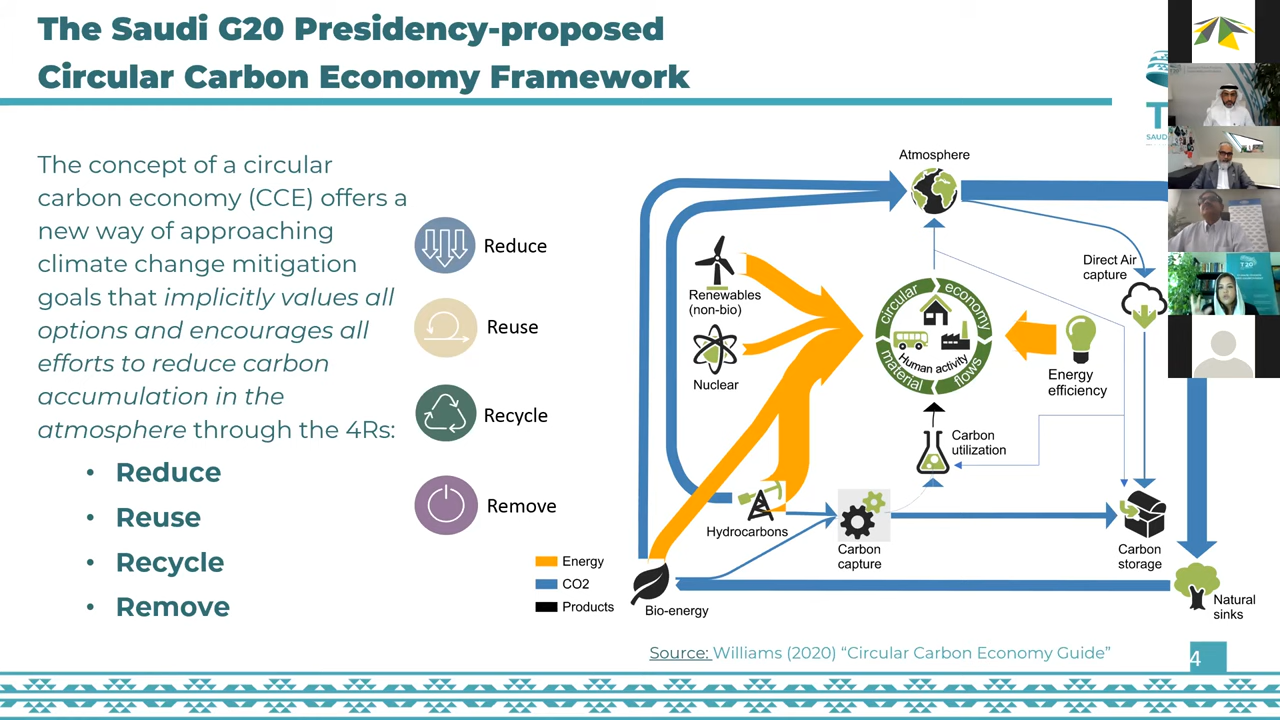 The Saudi G20 Presidency-proposed
Circular Carbon Economy Framework
The concept of a circular
carbon economy (CCE) offers a
new way of approaching
climate change mitigation
goals that implicitly values all
options and encourages all
efforts to reduce carbon
accumulation in the
atmosphere through the 4Rs:
• Reduce
• Reuse
• Recycle
• Remove
Reduce
Reuse
Recycle
Remove
Atmosphere
Renewables
(non-bio)
Nuclear
circular
economy
material
flows
Human activity
Direct Air
capture
Energy
efficiency
Carbon
utilization
Hydrocarbons
Carbon
capture
Carbon
storage
Bio-energy
Natural
sinks
Energy
CO2
Products
Source: Williams (2020) “Circular Carbon Economy Guide”
4
T
SAUD
T20